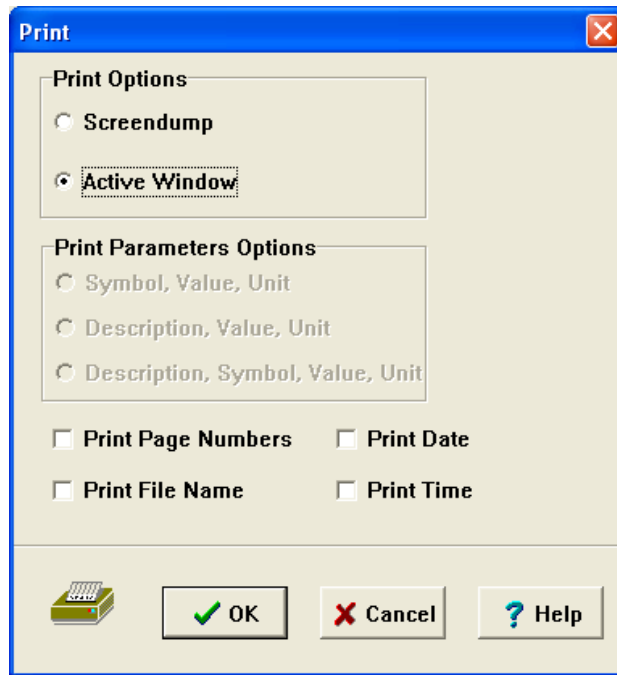 Print
Print Options
Screendump
Active Window
Print Parameters Options
Symbol, Value, Unit
Description, Value, Unit
Description, Symbol, Value, Unit
Print Page Numbers Print Date
Print File Name Print Time
OK Cancel Help